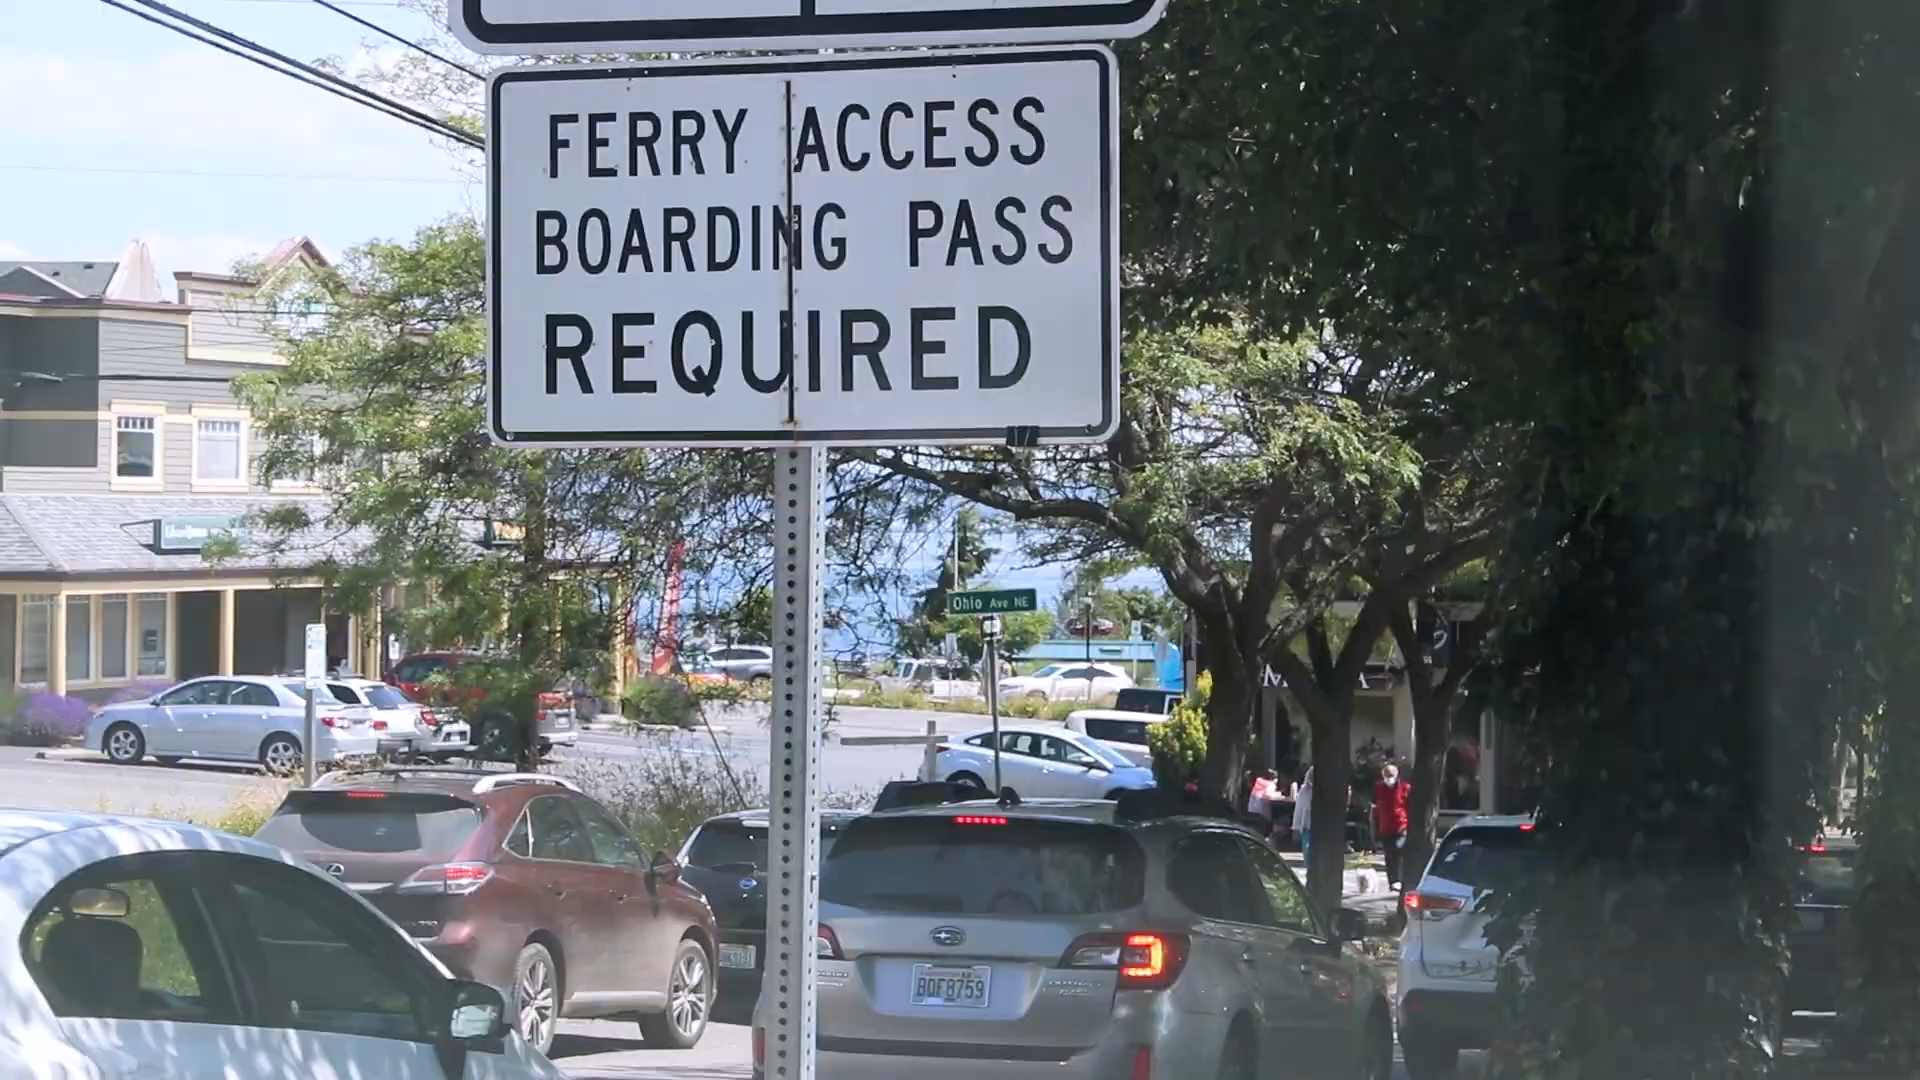 FERRY ACCESS
BOARDING PASS
REQUIRED
Ohio Ave NE
BOF8759